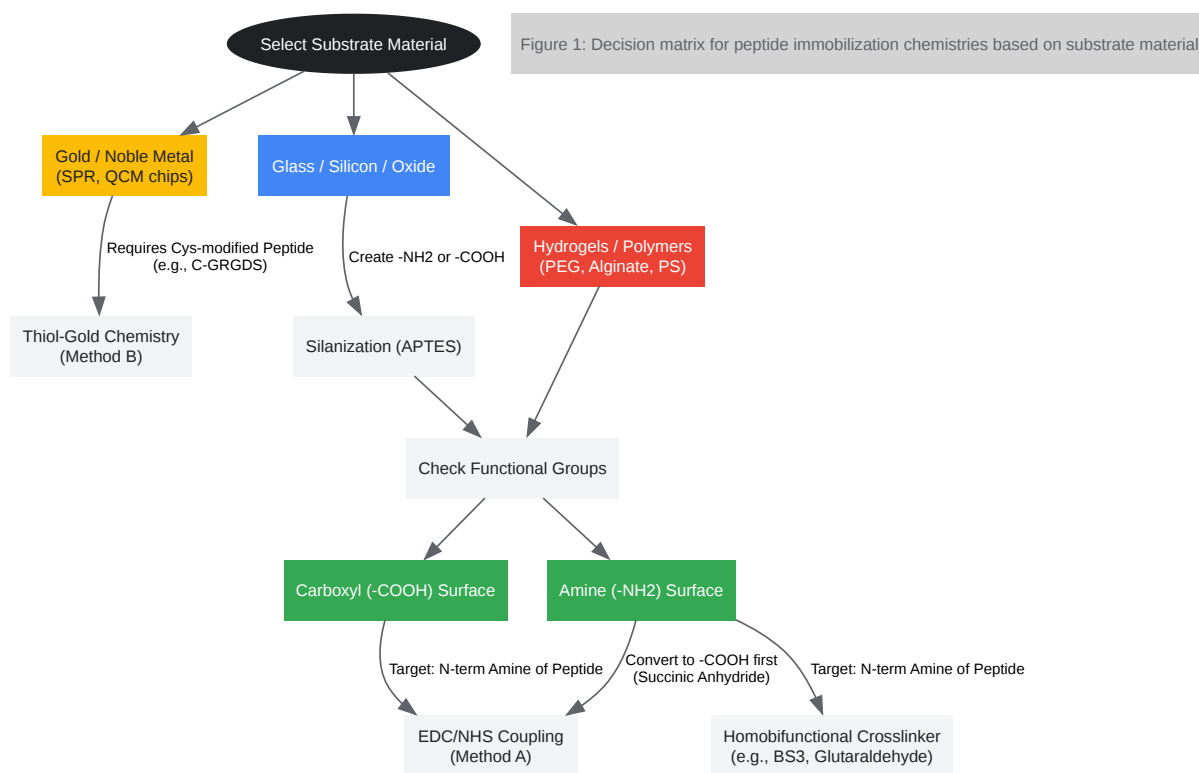 Select Substrate Material
Figure 1: Decision matrix for peptide immobilization chemistries based on substrate material
Gold / Noble Metal
(SPR, QCM chips)
Glass / Silicon / Oxide
Hydrogels / Polymers
(PEG, Alginate, PS)
Requires Cys-modified Peptide
(e.g., C-GRGDS)
Create -NH2 or -COOH
Thiol-Gold Chemistry
(Method B)
Silanization (APTES)
Check Functional Groups
Carboxyl (-COOH) Surface
Amine (-NH2) Surface
Target: N-term Amine of Peptide
Convert to -COOH first
(Succinic Anhydride)
Target: N-term Amine of Peptide
EDC/NHS Coupling
(Method A)
Homobifunctional Crosslinker
(e.g., BS3, Glutaraldehyde)